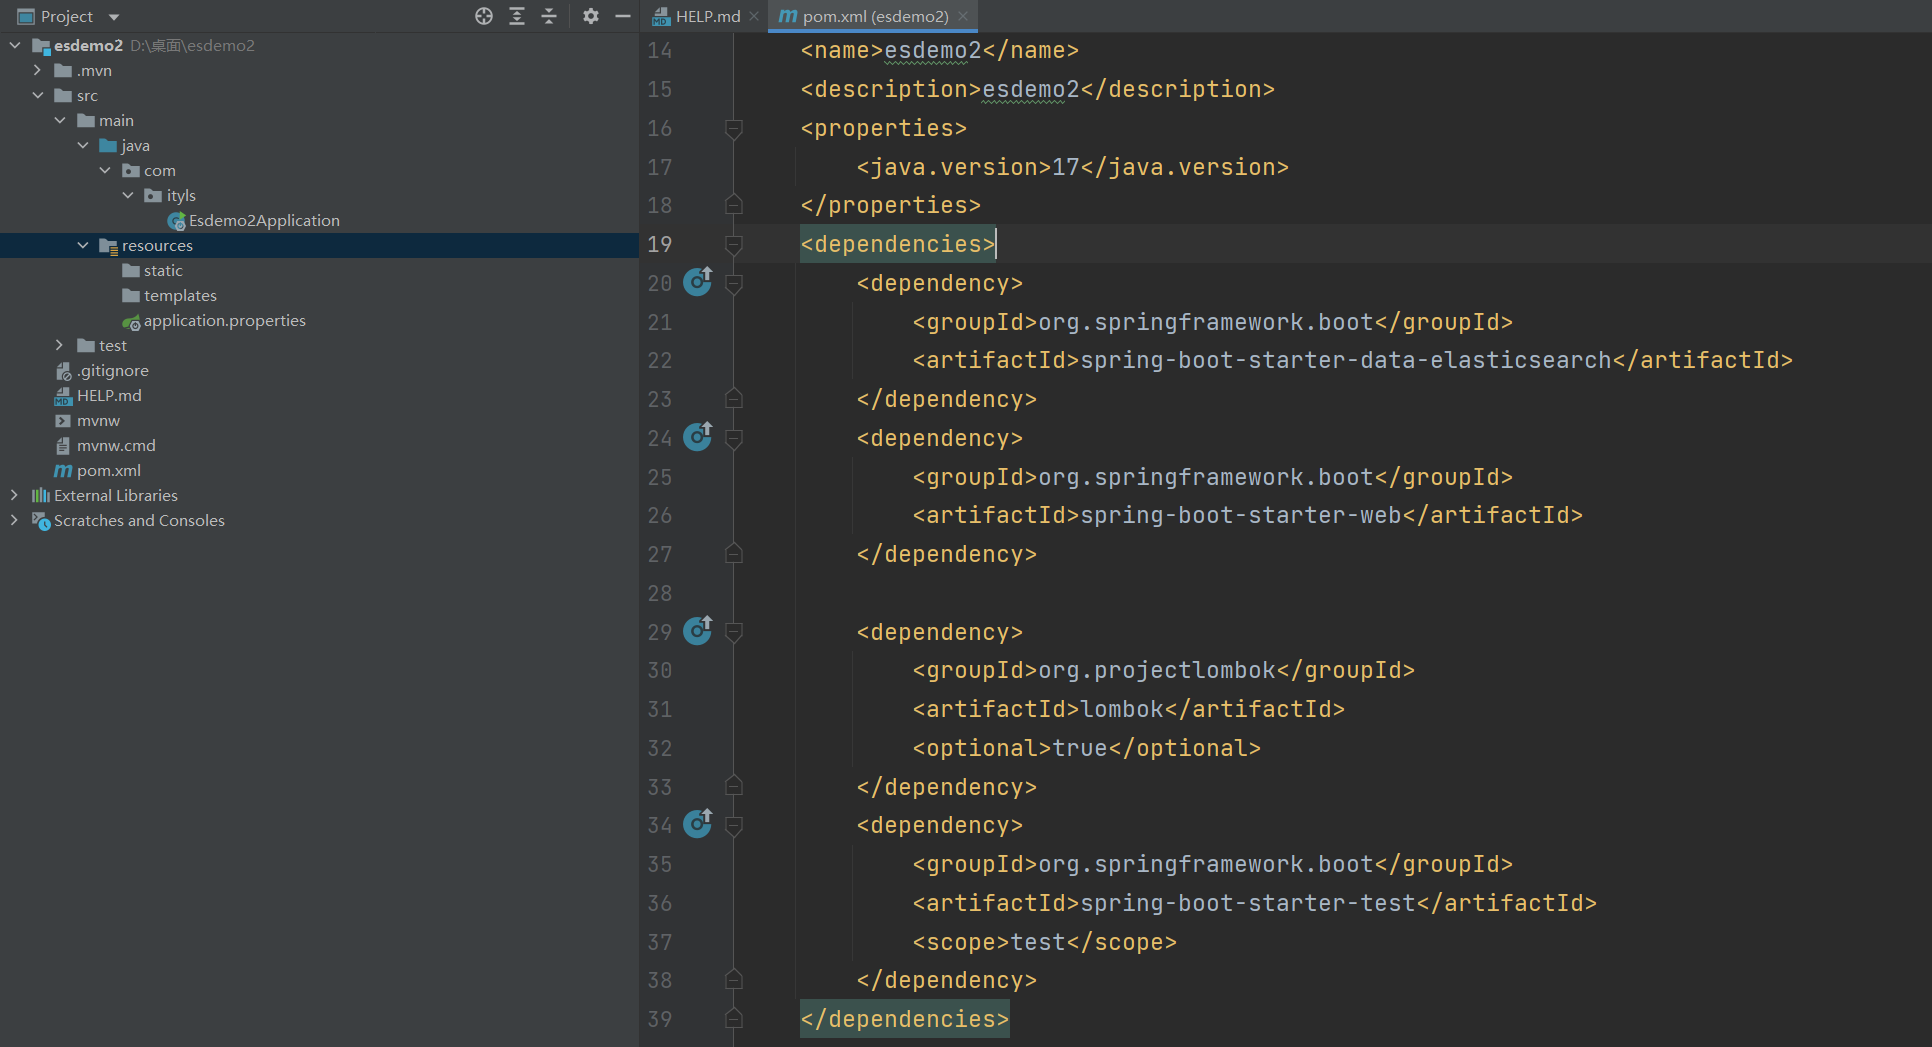 Project
esdemo2 D:\桌面\esdemo2
.mvn
src
main
java
com
ityls
Esdemo2Application
resources
static
templates
application.properties
test
.gitignore
HELP.md
mvnw
mvnw.cmd
pom.xml
External Libraries
Scratches and Consoles
HELP.md
pom.xml (esdemo2)
14 <name>esdemo2</name>
15 <description>esdemo2</description>
16 <properties>
17 <java.version>17</java.version>
18 </properties>
19 <dependencies>
20 <dependency>
21 <groupId>org.springframework.boot</groupId>
22 <artifactId>spring-boot-starter-data-elasticsearch</artifactId>
23 </dependency>
24 <dependency>
25 <groupId>org.springframework.boot</groupId>
26 <artifactId>spring-boot-starter-web</artifactId>
27 </dependency>
28
29 <dependency>
30 <groupId>org.projectlombok</groupId>
31 <artifactId>lombok</artifactId>
32 <optional>true</optional>
33 </dependency>
34 <dependency>
35 <groupId>org.springframework.boot</groupId>
36 <artifactId>spring-boot-starter-test</artifactId>
37 <scope>test</scope>
38 </dependency>
39 </dependencies>